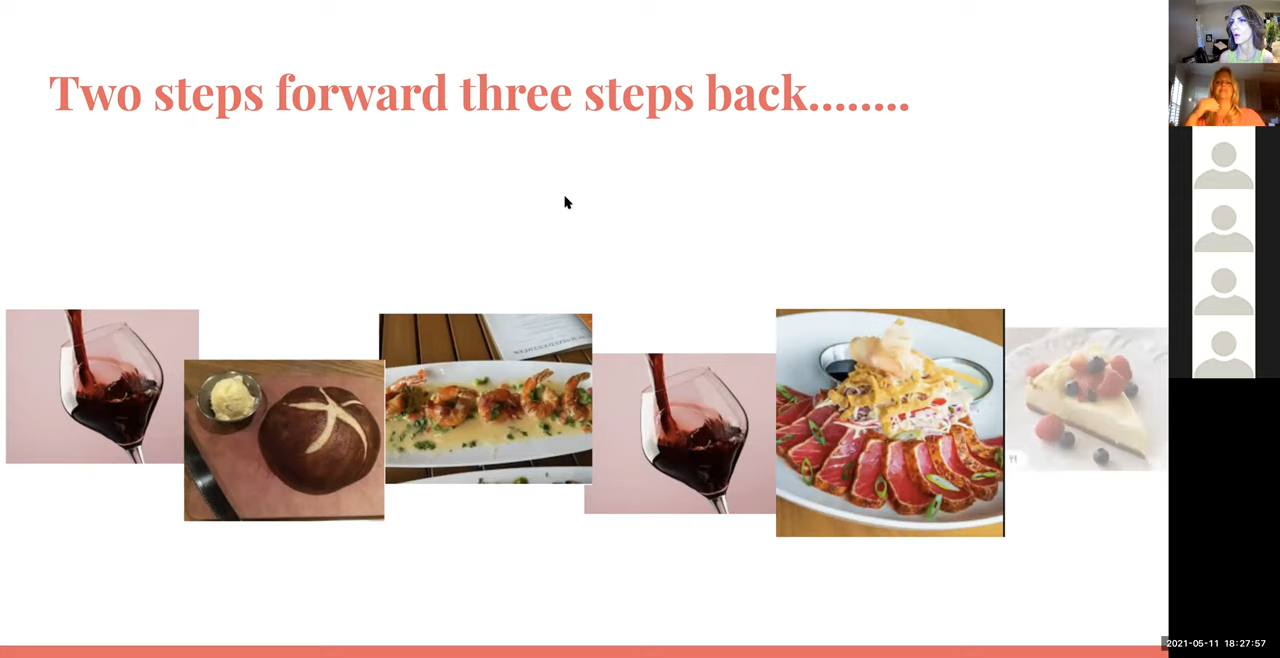 Two steps forward three steps back........
2021-05-11 18:27:57